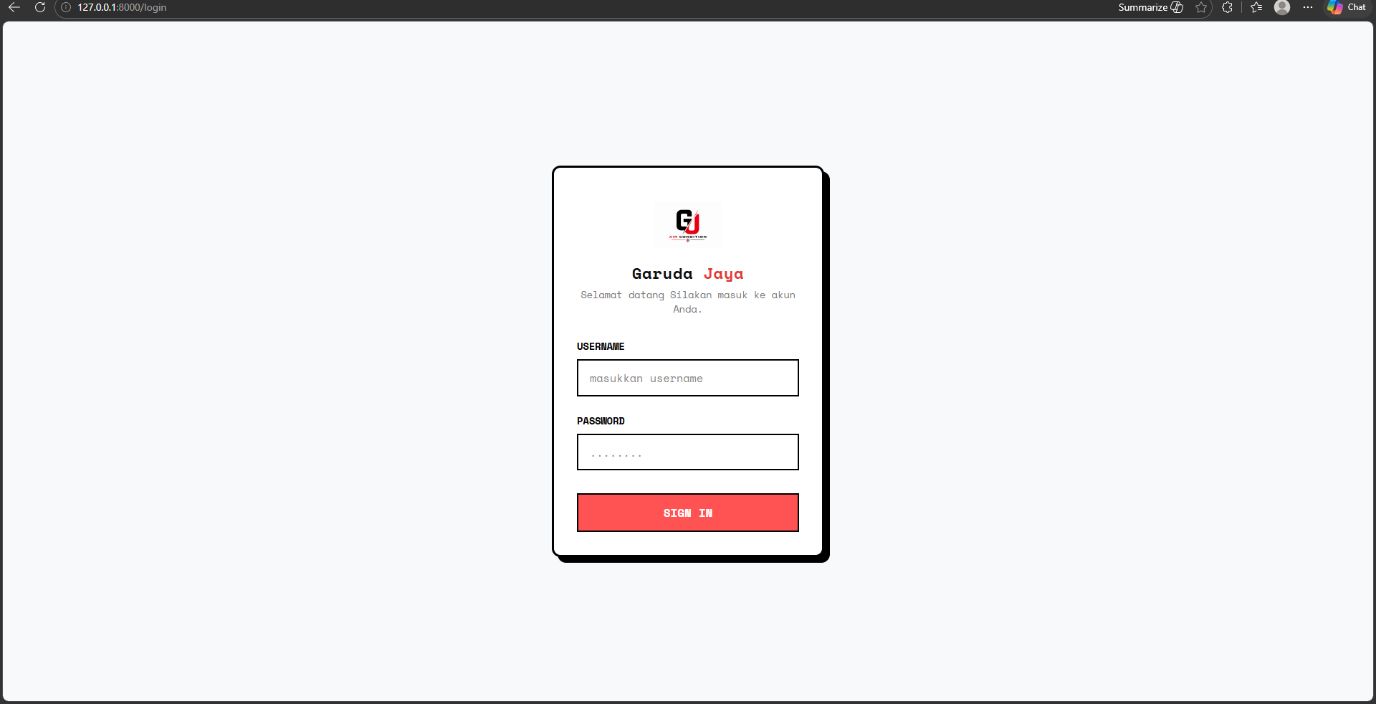 127.0.0.1:8000/login
Summarize
Chat
GJ
Garuda Jaya
Selamat datang Silakan masuk ke akun
Anda.
USERNAME
masukkan username
PASSWORD
........
SIGN IN